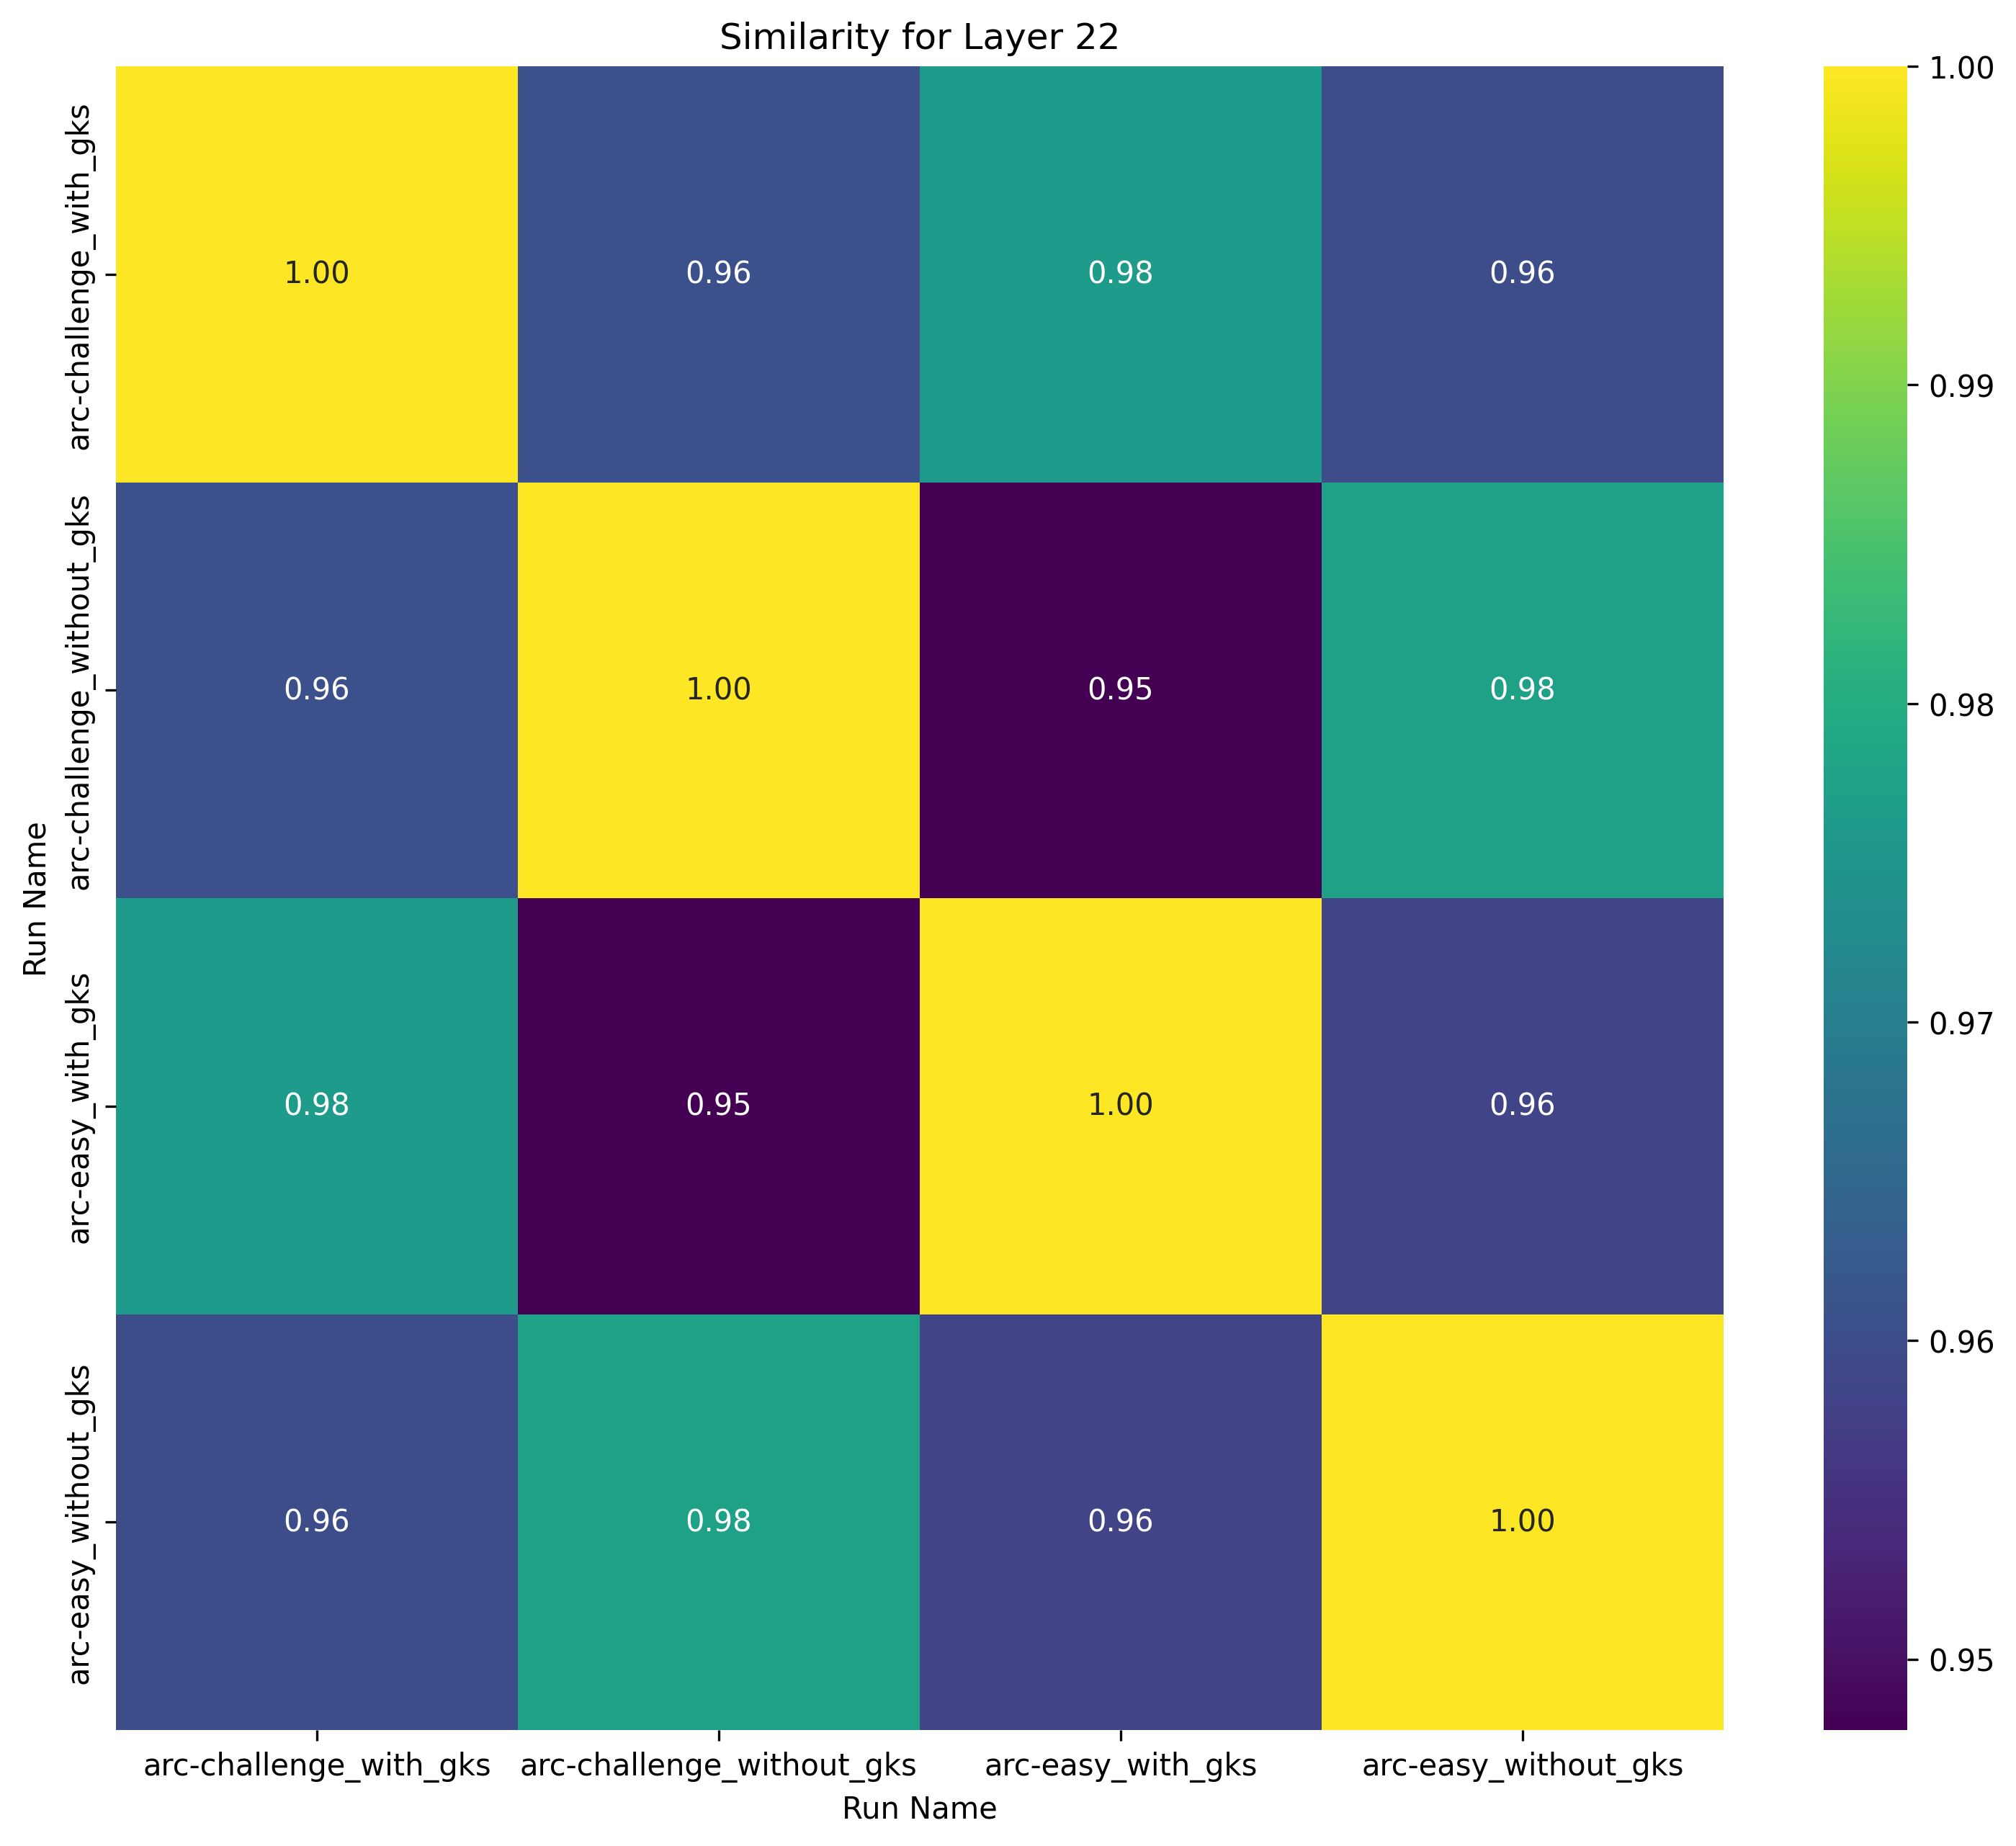 Similarity for Layer 22
Run Name
arc-challenge_with_gks
1.00 0.96 0.98 0.96
arc-challenge_without_gks
0.96 1.00 0.95 0.98
arc-easy_with_gks
0.98 0.95 1.00 0.96
arc-easy_without_gks
0.96 0.98 0.96 1.00
arc-challenge_with_gks arc-challenge_without_gks arc-easy_with_gks arc-easy_without_gks
Run Name
1.00
0.99
0.98
0.97
0.96
0.95